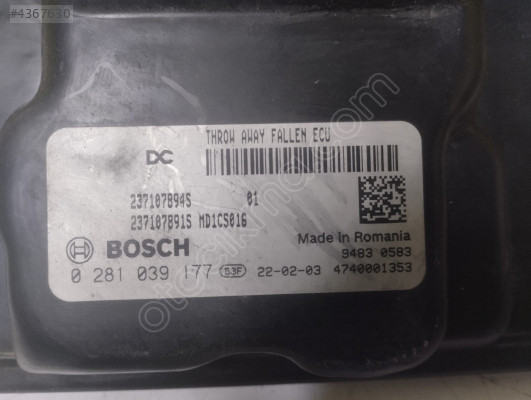 #4367630
THROW AWAY FALLEN ECU
DC
237107894S 01
237107891S MD1CS016
BOSCH
Made in Romania
9483 0583
0 281 039 177 S3F 22-02-03 4740001353